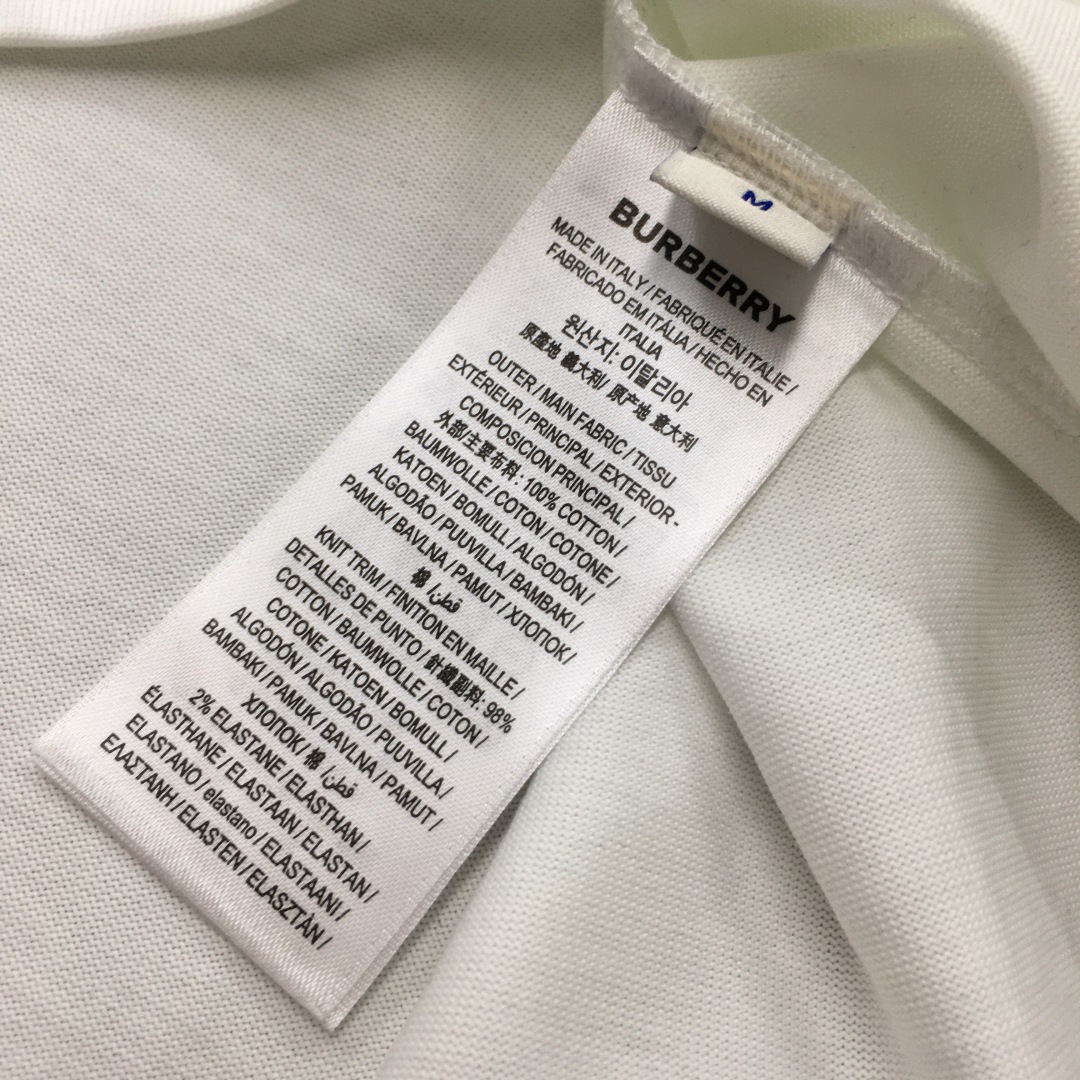 M
BURBERRY
MADE IN ITALY / FABRIQUÉ EN ITALIE /
FABRICADO EM ITÁLIA / HECHO EN
ITALIA
원산지: 이탈리아
原產地 義大利/ 原产地 意大利
OUTER / MAIN FABRIC / TISSU
EXTÉRIEUR / PRINCIPAL / EXTERIOR-
COMPOSICION PRINCIPAL /
外部/主要布料: 100% COTTON /
BAUMWOLLE / COTON / COTONE /
KATOEN / BOMULL / ALGODÓN /
ALGODÃO / PUUVILLA / BAMBAKI /
PAMUK / BAVLNA / PAMUT / ХЛОПОК /
棉 / قطن/
KNIT TRIM / FINITION EN MAILLE /
DETALLES DE PUNTO / 針織副料: 98%
COTTON / BAUMWOLLE / COTON /
COTONE / KATOEN / BOMULL /
ALGODÓN / ALGODÃO / PUUVILLA /
BAMBAKI / PAMUK / BAVLNA / PAMUT /
ХЛОПОК / 棉 / قطن/
2% ELASTANE / ELASTHAN /
ÉLASTHANE / ELASTAAN / ELASTAN /
ELASTANO / elastano / ELASTAANI /
ΕΛΑΣΤΑΝΗ / ELASTEN / ELASZTÁN /